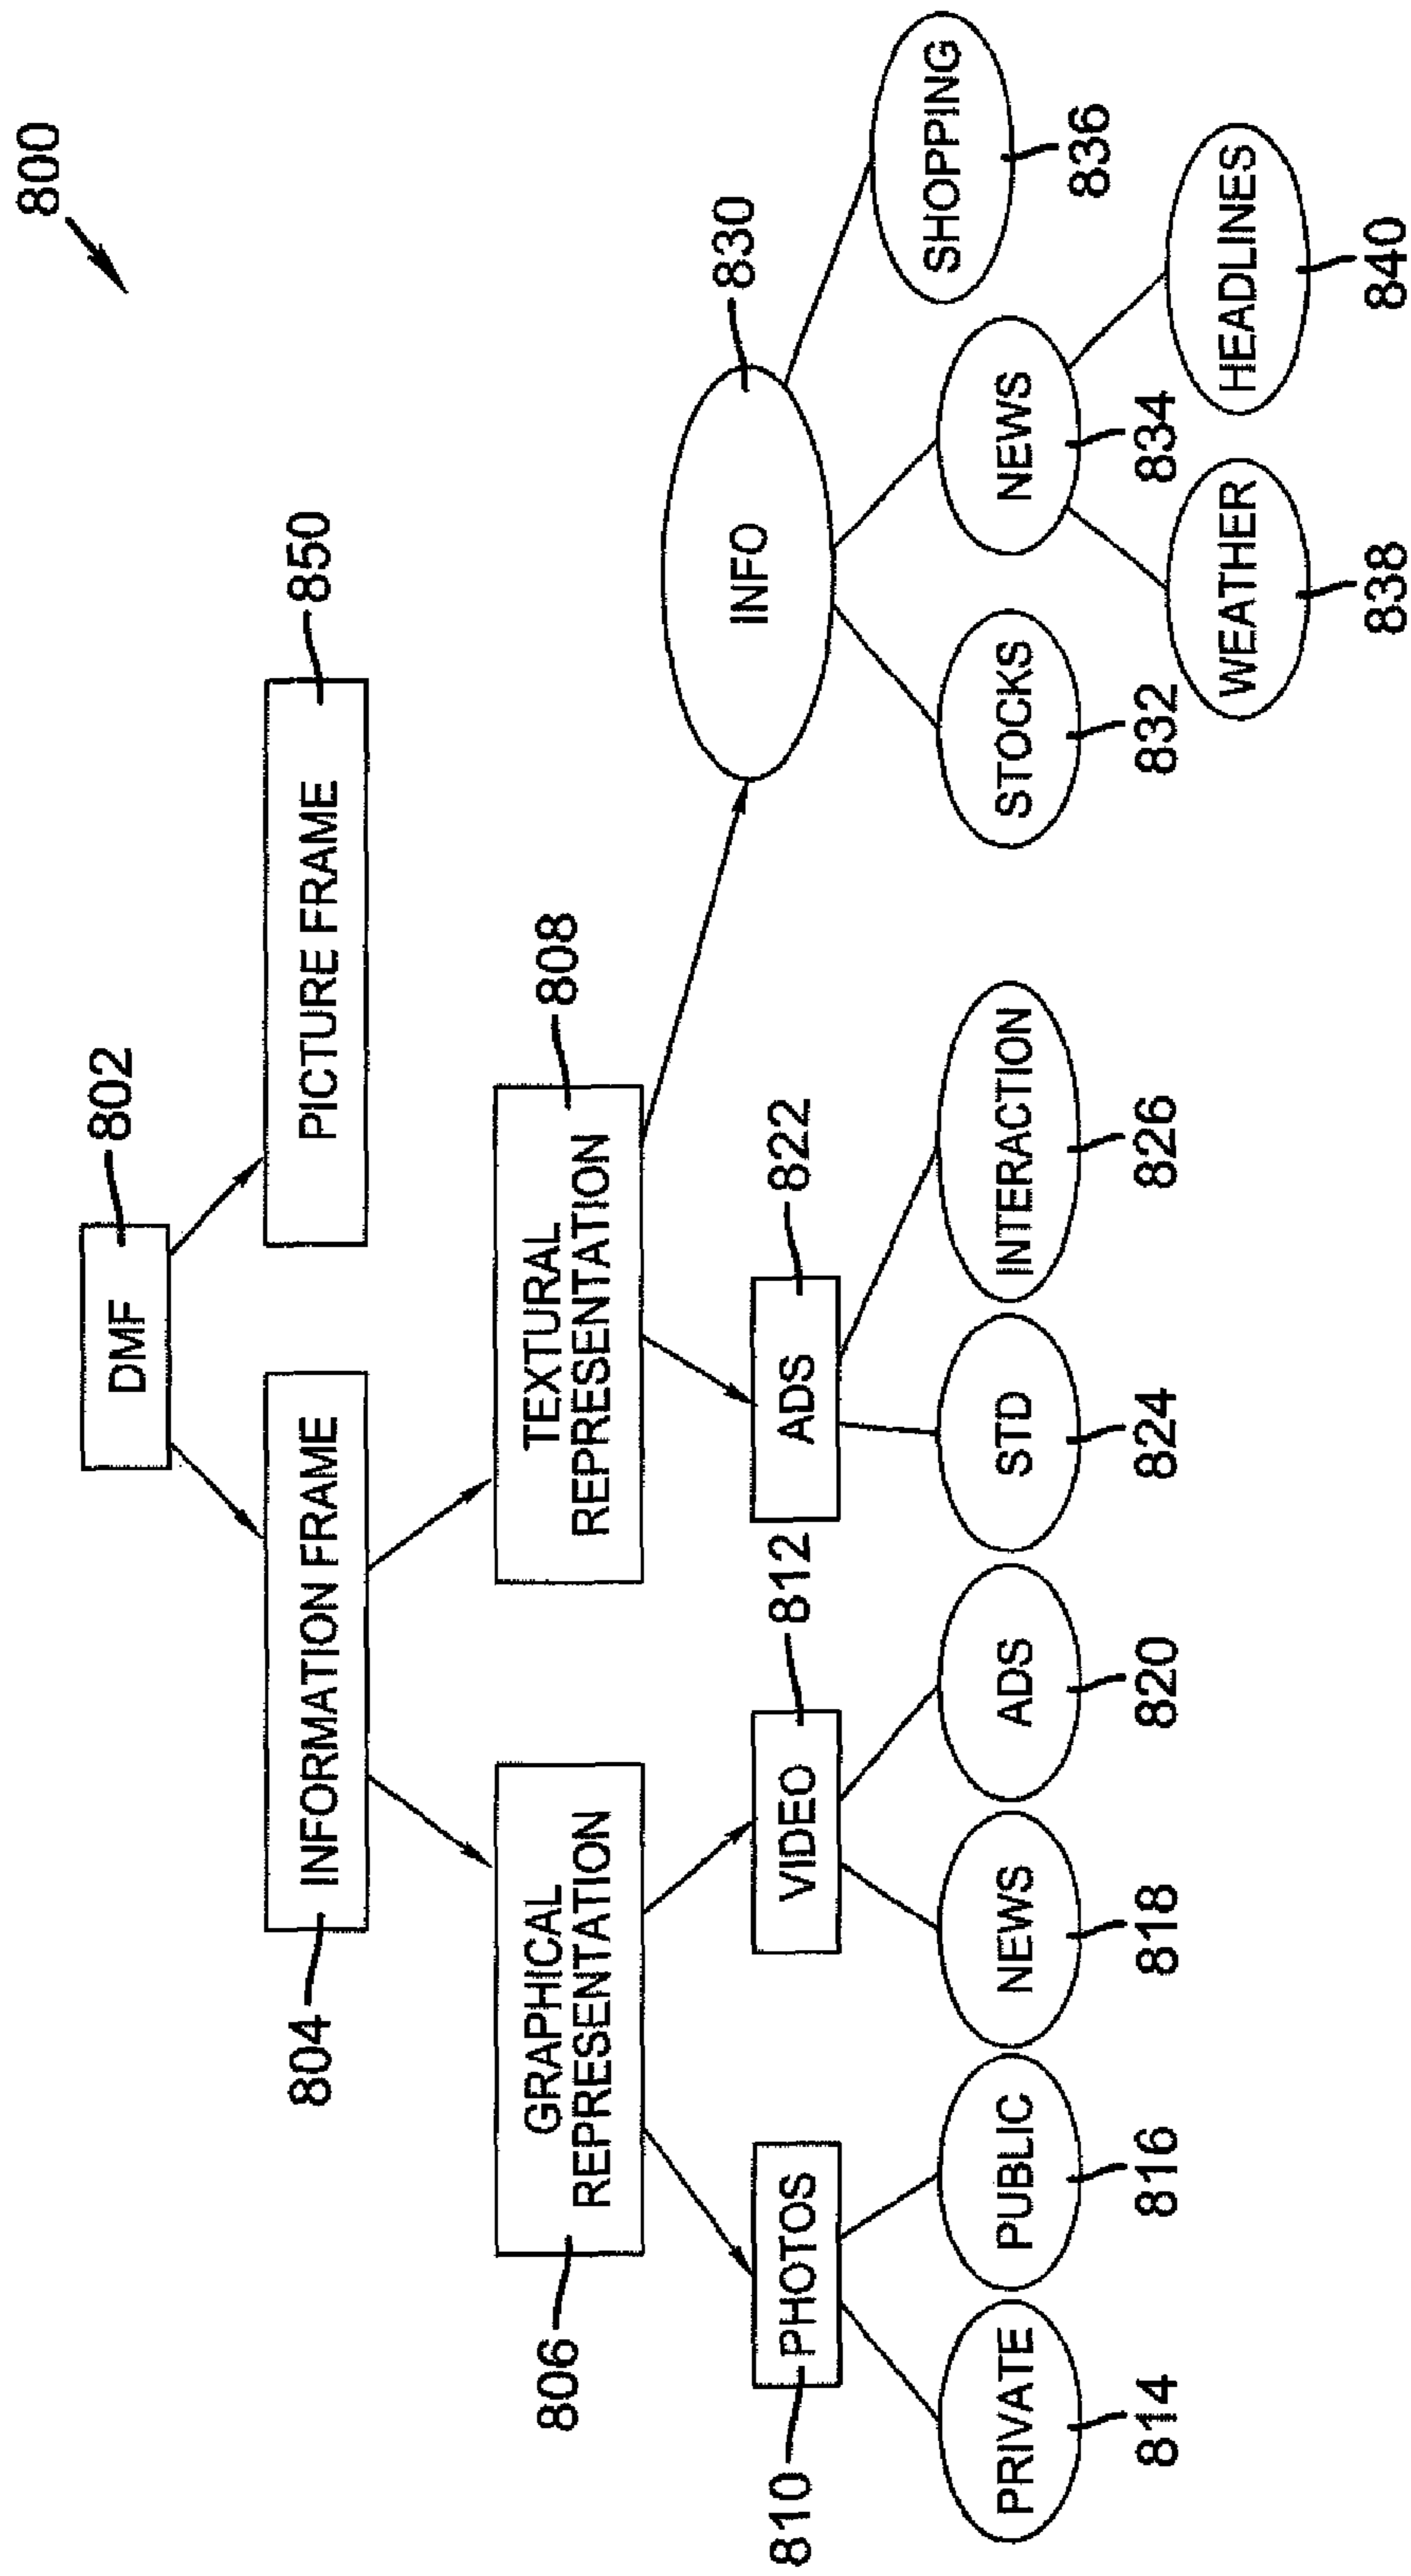 800
DMF
802
804
INFORMATION FRAME
PICTURE FRAME
850
806
GRAPHICAL
REPRESENTATION
TEXTURAL
REPRESENTATION
808
810
PHOTOS
VIDEO
812
ADS
822
INFO
830
PRIVATE
814
PUBLIC
816
NEWS
818
ADS
820
STD
824
INTERACTION
826
STOCKS
832
NEWS
834
SHOPPING
836
WEATHER
838
HEADLINES
840